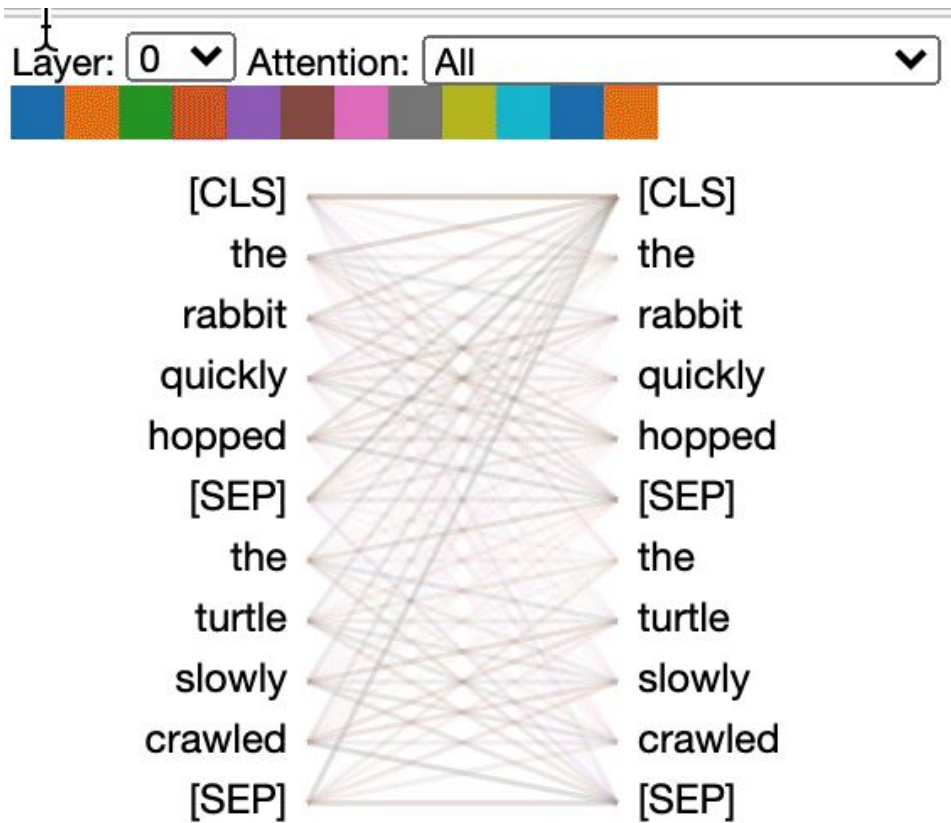 Layer: 0 Attention: All
[CLS] [CLS]
the the
rabbit rabbit
quickly quickly
hopped hopped
[SEP] [SEP]
the the
turtle turtle
slowly slowly
crawled crawled
[SEP] [SEP]